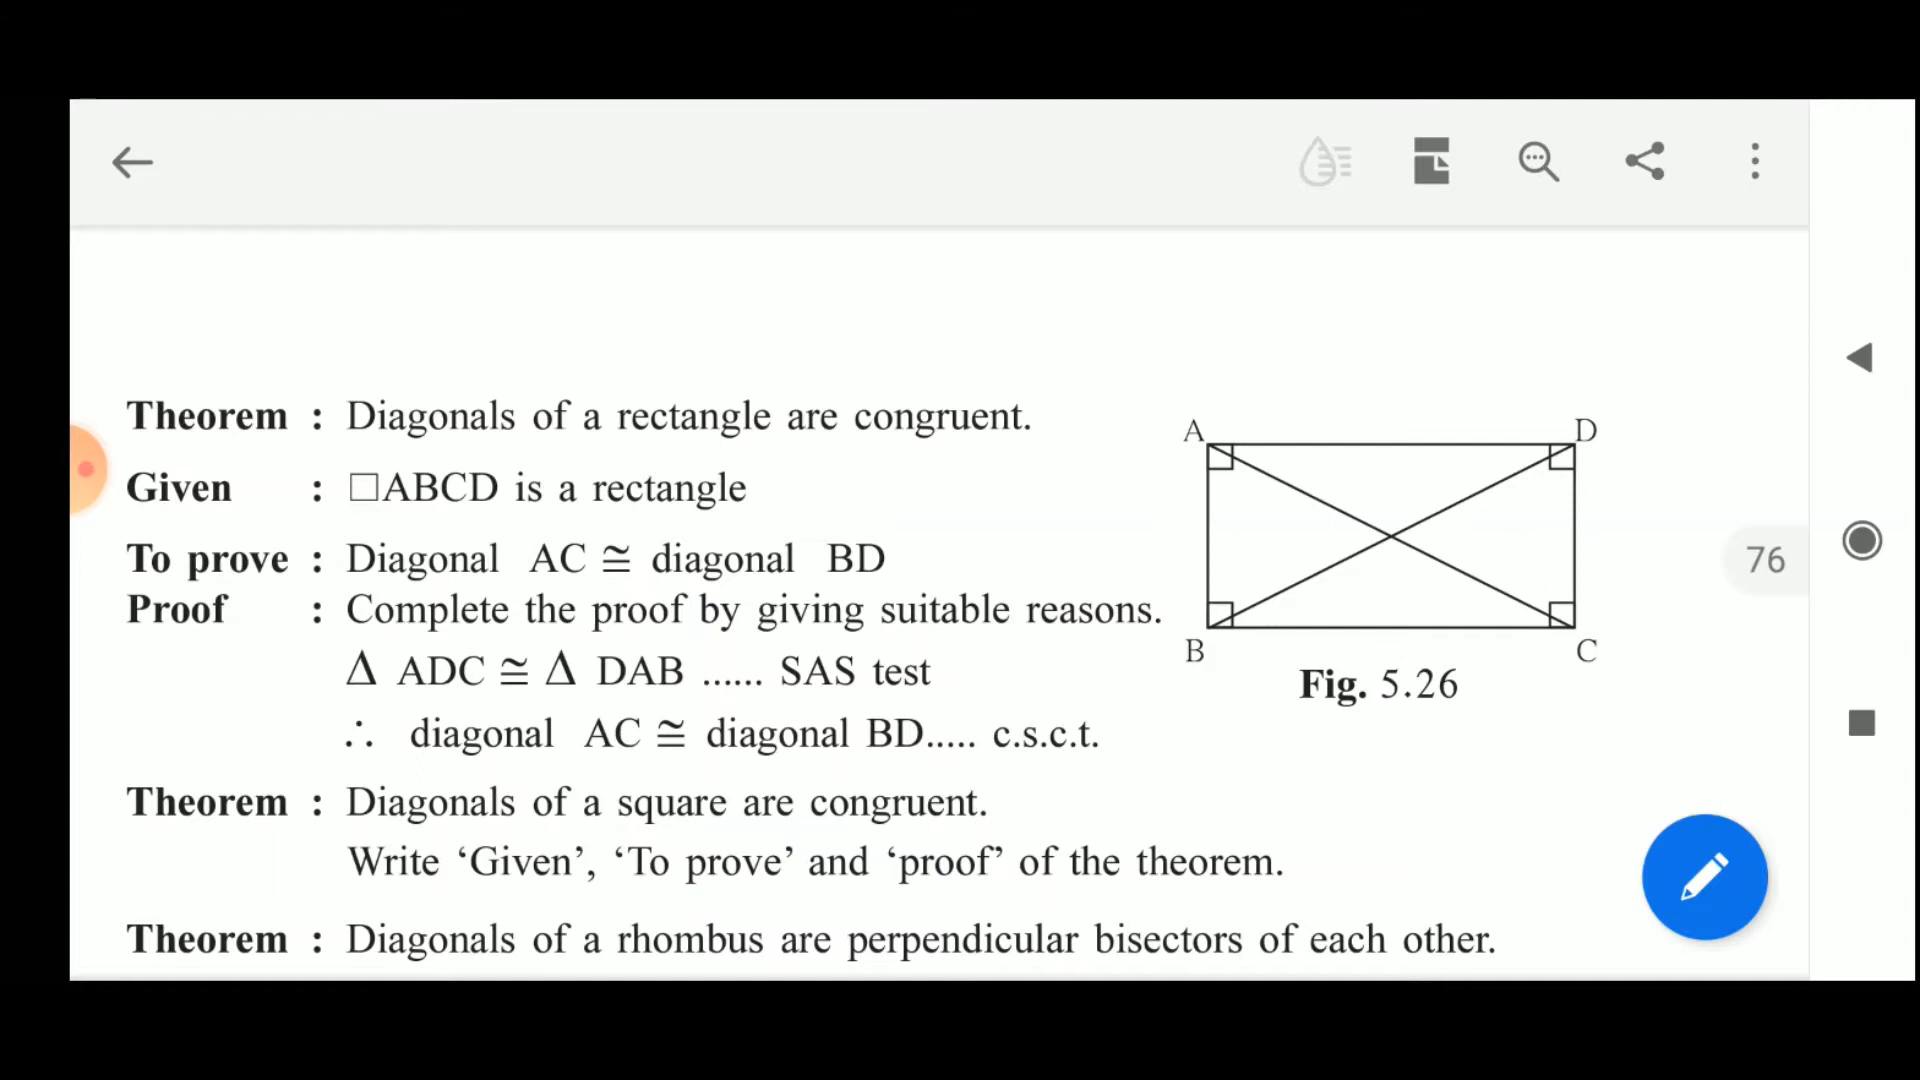 Theorem : Diagonals of a rectangle are congruent.
Given : □ABCD is a rectangle
To prove : Diagonal AC ≅ diagonal BD
Proof : Complete the proof by giving suitable reasons.
Δ ADC ≅ Δ DAB ...... SAS test
∴ diagonal AC ≅ diagonal BD..... c.s.c.t.
A
D
B
C
Fig. 5.26
76
Theorem : Diagonals of a square are congruent.
Write ‘Given’, ‘To prove’ and ‘proof’ of the theorem.
Theorem : Diagonals of a rhombus are perpendicular bisectors of each other.